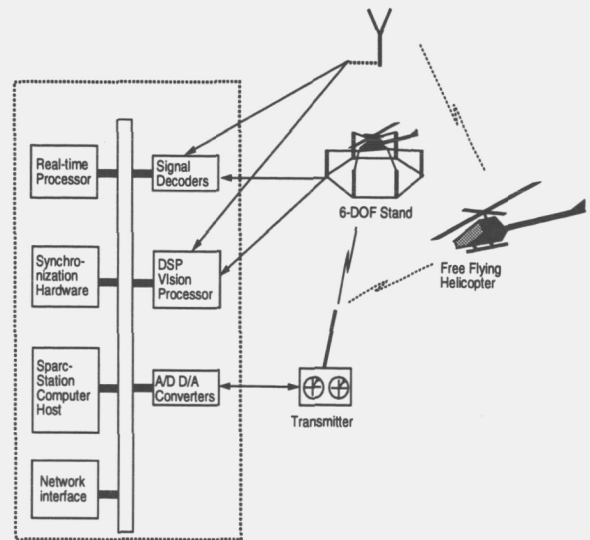 Real-time
Processor
Signal
Decoders
6-DOF Stand
Synchro-
nization
Hardware
DSP
VIsion
Processor
Free Flying
Helicopter
Sparc-
Station
Computer
Host
A/D D/A
Converters
Transmitter
Network
interface